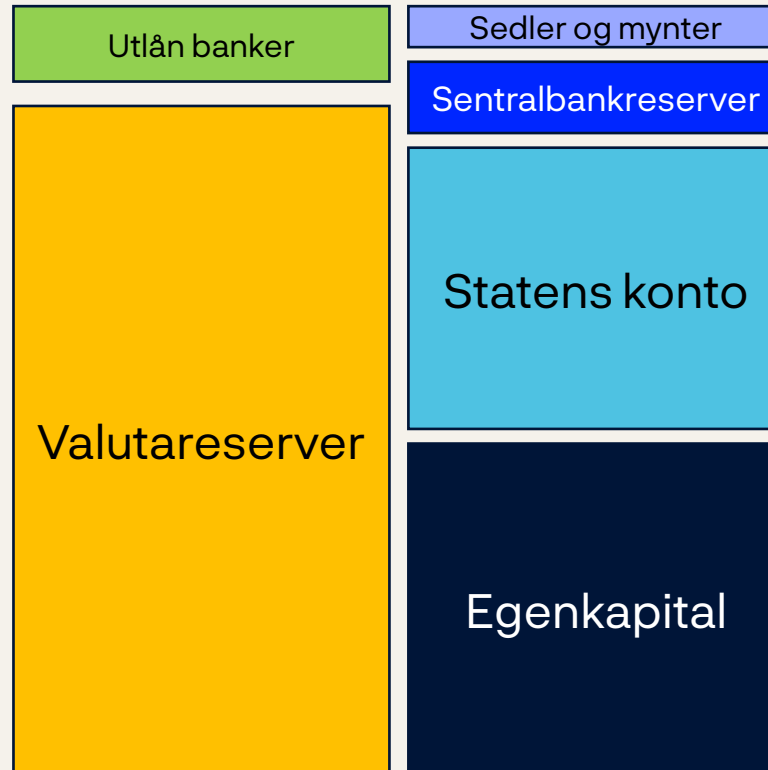 Utlån banker
Valutareserver
Sedler og mynter
Sentralbankreserver
Statens konto
Egenkapital